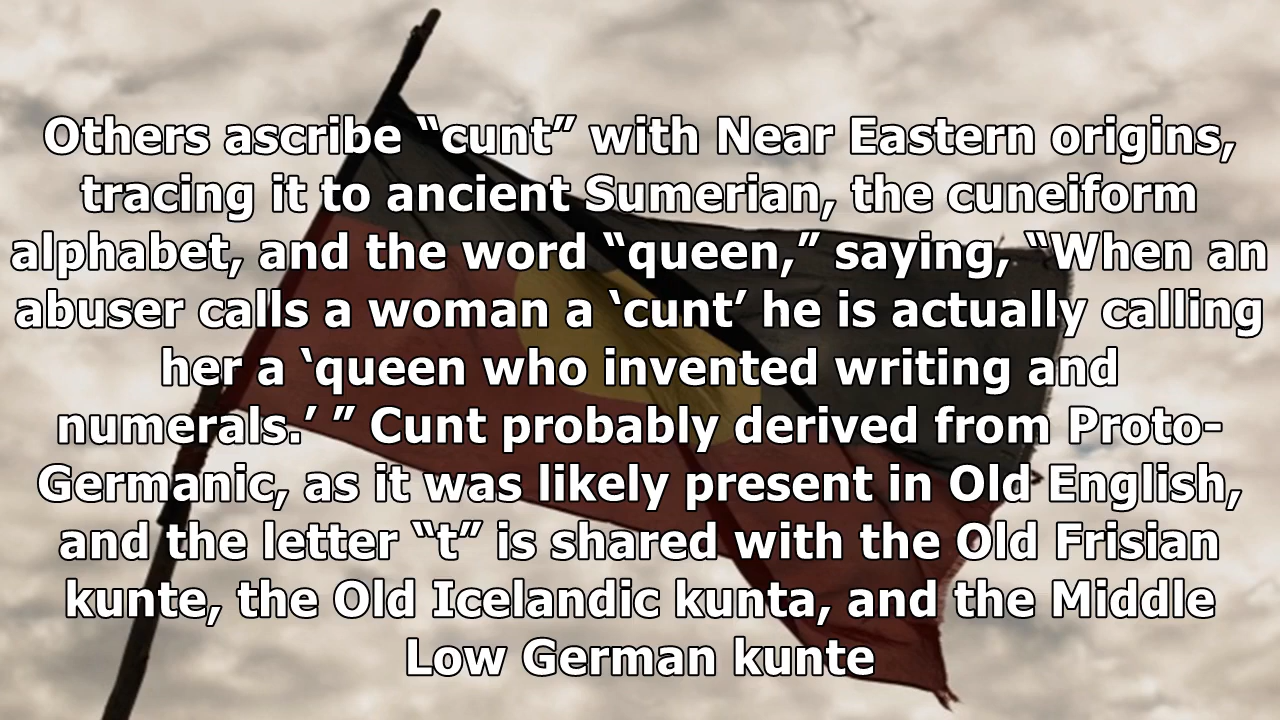 Others ascribe “cunt” with Near Eastern origins,
tracing it to ancient Sumerian, the cuneiform
alphabet, and the word “queen,” saying, “When an
abuser calls a woman a ‘cunt’ he is actually calling
her a ‘queen who invented writing and
numerals.’ ” Cunt probably derived from Proto-
Germanic, as it was likely present in Old English,
and the letter “t” is shared with the Old Frisian
kunte, the Old Icelandic kunta, and the Middle
Low German kunte